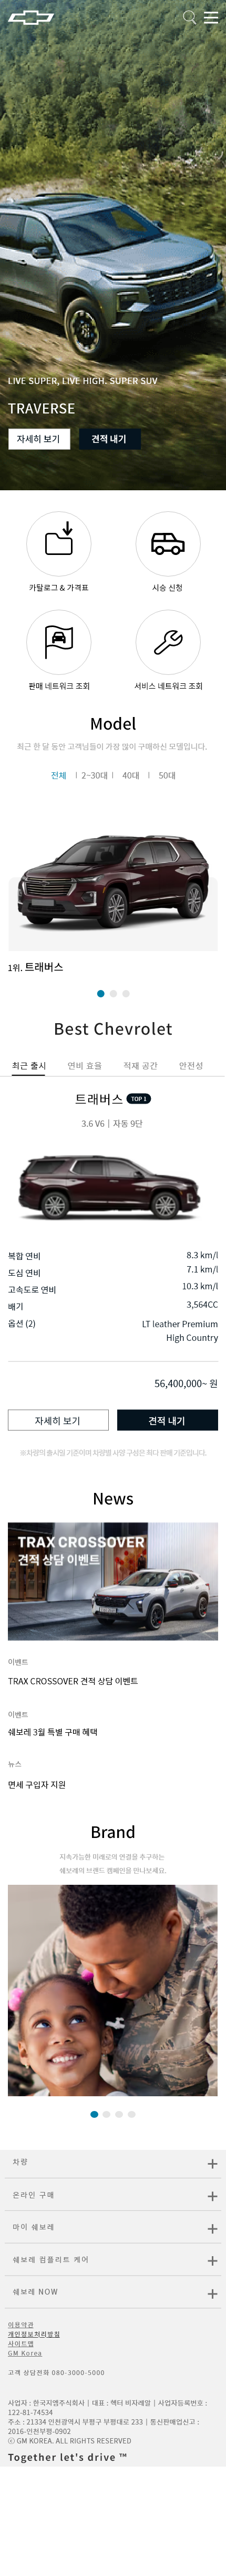 LIVE SUPER, LIVE HIGH. SUPER SUV
TRAVERSE
자세히 보기
견적 내기
카탈로그 & 가격표
시승 신청
판매 네트워크 조회
서비스 네트워크 조회
Model
최근 한 달 동안 고객님들이 가장 많이 구매하신 모델입니다.
전체 | 2~30대 | 40대 | 50대
1위. 트래버스
Best Chevrolet
최근 출시 연비 효율 적재 공간 안전성
트래버스 TOP 1
3.6 V6 | 자동 9단
복합 연비 8.3 km/l
도심 연비 7.1 km/l
고속도로 연비 10.3 km/l
배기 3,564CC
옵션 (2) LT leather Premium
High Country
56,400,000~ 원
자세히 보기
견적 내기
※차량의 출시일 기준이며 차량별 사양 구성은 최다 판매 기준입니다.
News
TRAX CROSSOVER
견적 상담 이벤트
이벤트
TRAX CROSSOVER 견적 상담 이벤트
이벤트
쉐보레 3월 특별 구매 혜택
뉴스
면세 구입자 지원
Brand
지속가능한 미래로의 연결을 추구하는
쉐보레의 브랜드 캠페인을 만나보세요.
차량
온라인 구매
마이 쉐보레
쉐보레 컴플리트 케어
쉐보레 NOW
이용약관
개인정보처리방침
사이트맵
GM Korea
고객 상담전화 080-3000-5000
사업자 : 한국지엠주식회사 | 대표 : 헥터 비자레알 | 사업자등록번호 :
122-81-74534
주소 : 21334 인천광역시 부평구 부평대로 233 | 통신판매업신고 :
2016-인천부평-0902
ⓒ GM KOREA. ALL RIGHTS RESERVED
Together let's drive ™